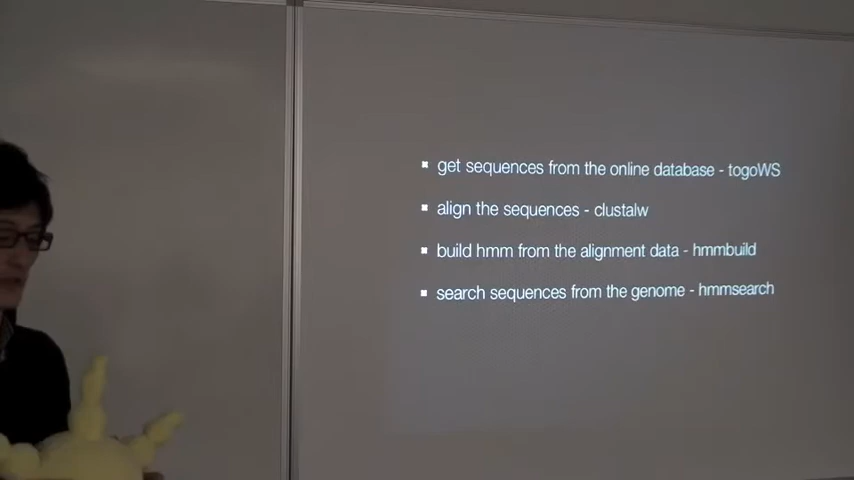 get sequences from the online database - togoWS
align the sequences - clustalw
build hmm from the alignment data - hmmbuild
search sequences from the genome - hmmsearch